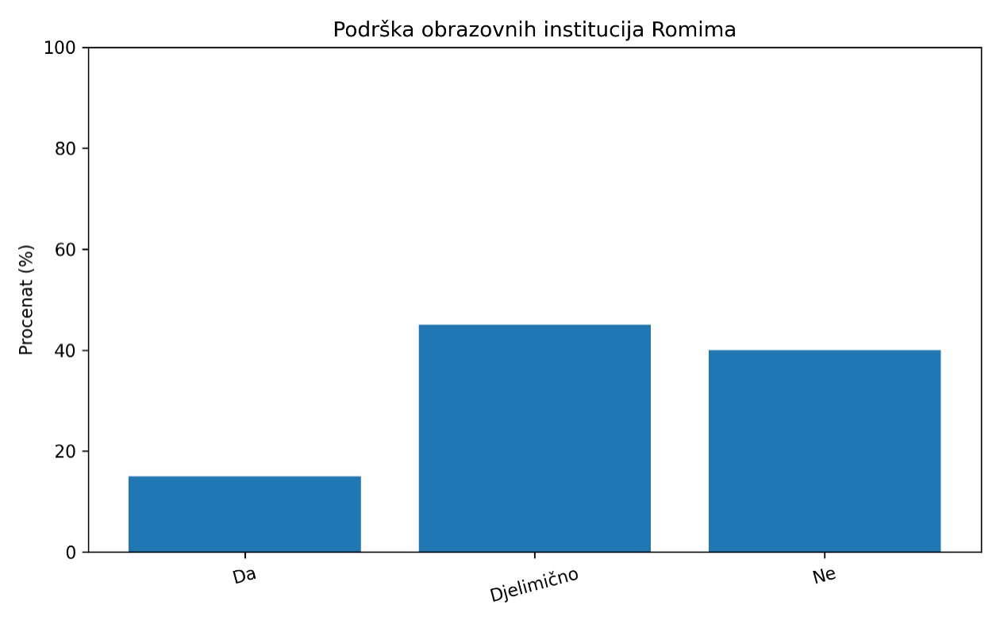 Podrška obrazovnih institucija Romima
100
80
60
40
20
0
Procenat (%)
Da
Djelimično
Ne